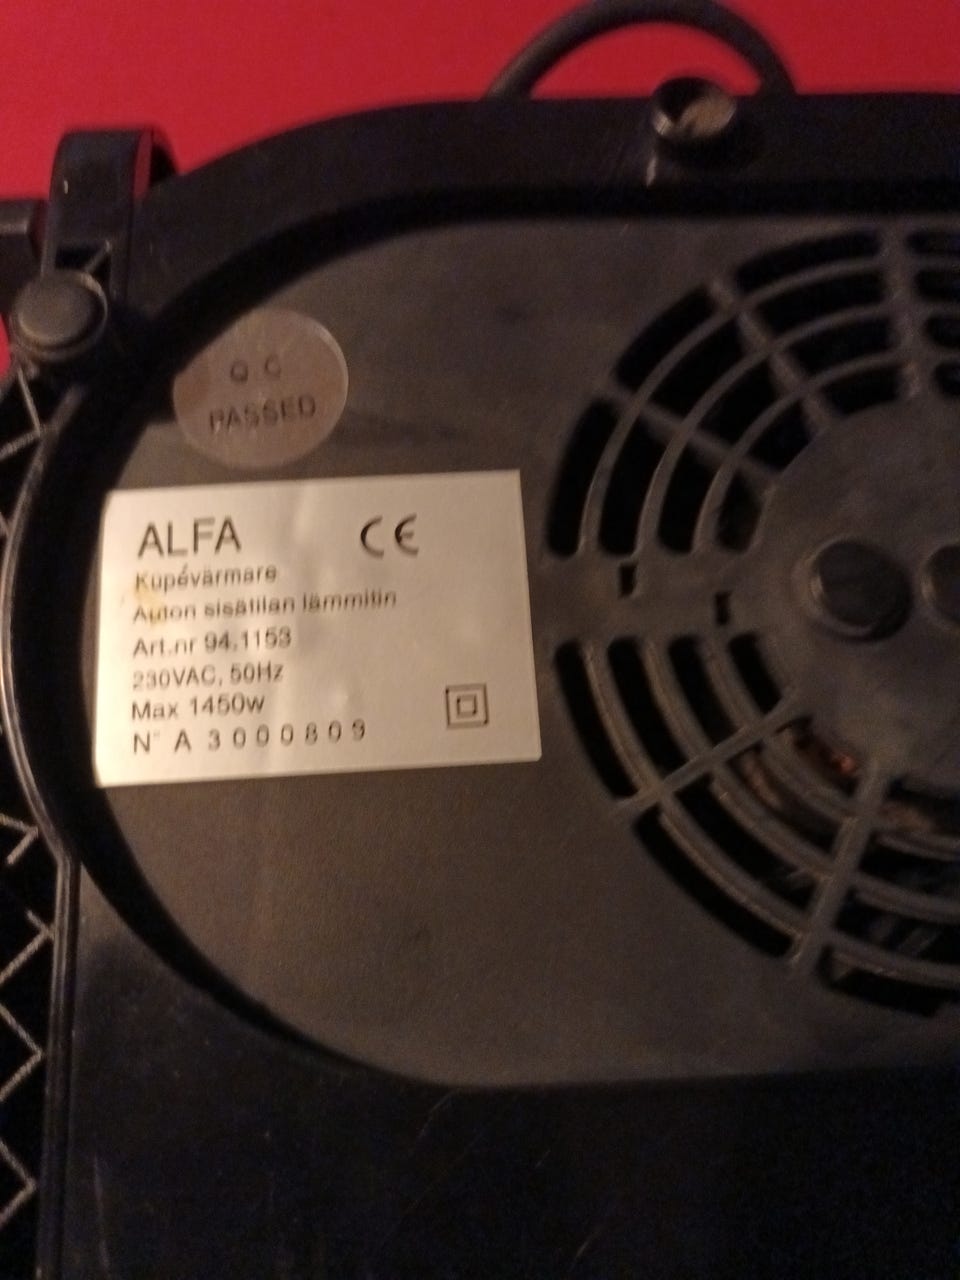 Q.C
PASSED
ALFA CE
Kupévärmare
Auton sisätilan lämmitin
Art.nr 94.1153
230VAC, 50Hz
Max 1450w
N° A 3000809